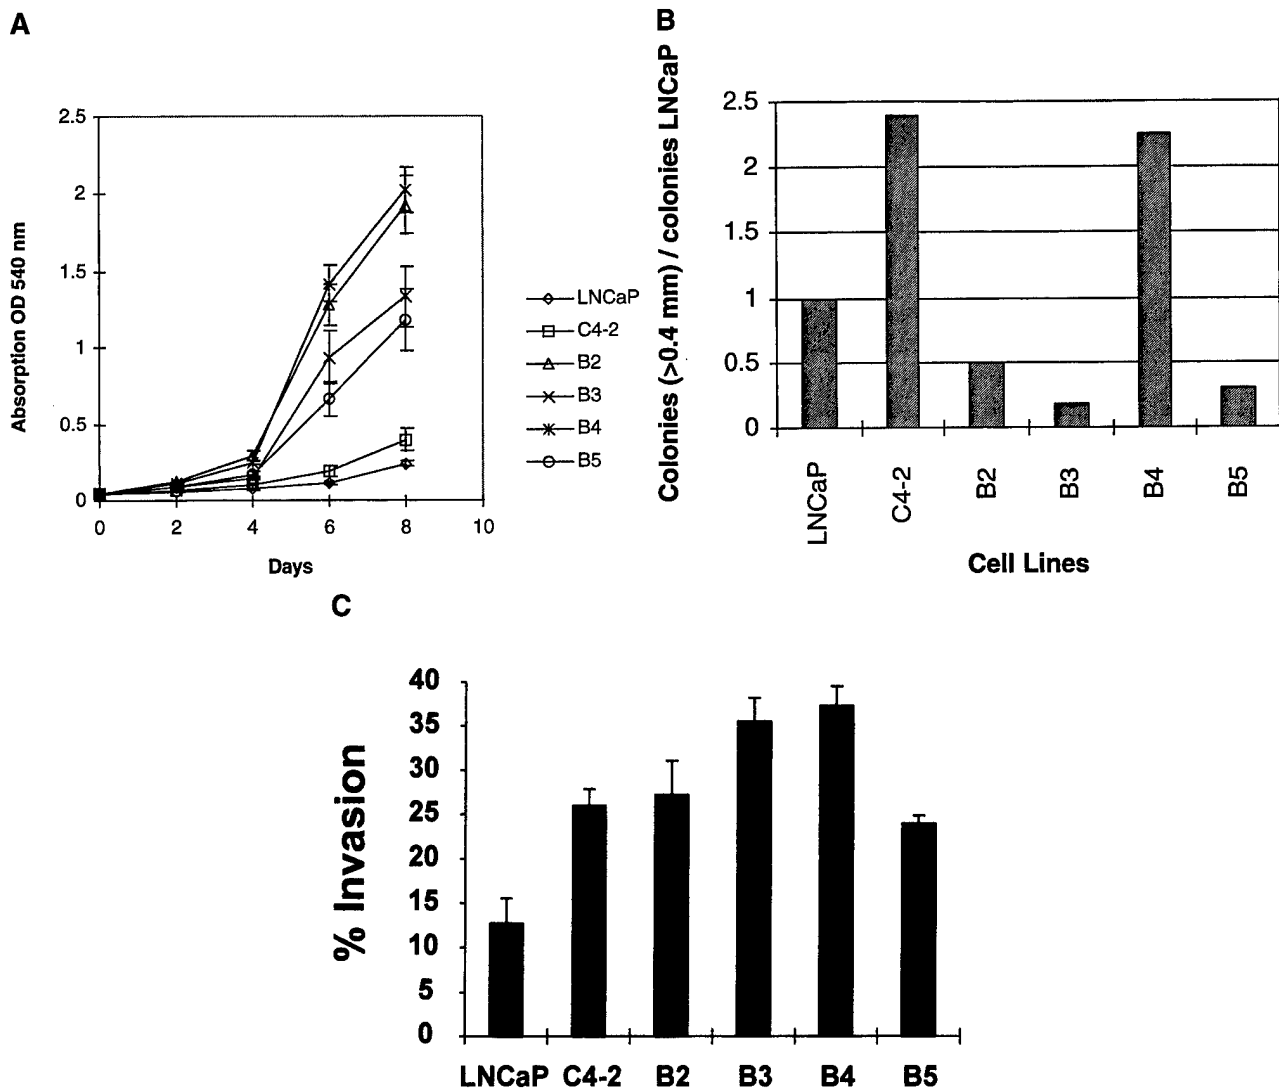 A
2.5
2
1.5
1
0.5
0
0
2
4
6
8
10
Absorption OD 540 nm
Days
LNCaP
C4-2
B2
B3
B4
B5
B
2.5
2
1.5
1
0.5
0
Colonies (>0.4 mm) / colonies LNCaP
LNCaP
C4-2
B2
B3
B4
B5
Cell Lines
C
40
35
30
25
20
15
10
5
0
% Invasion
LNCaP C4-2 B2 B3 B4 B5